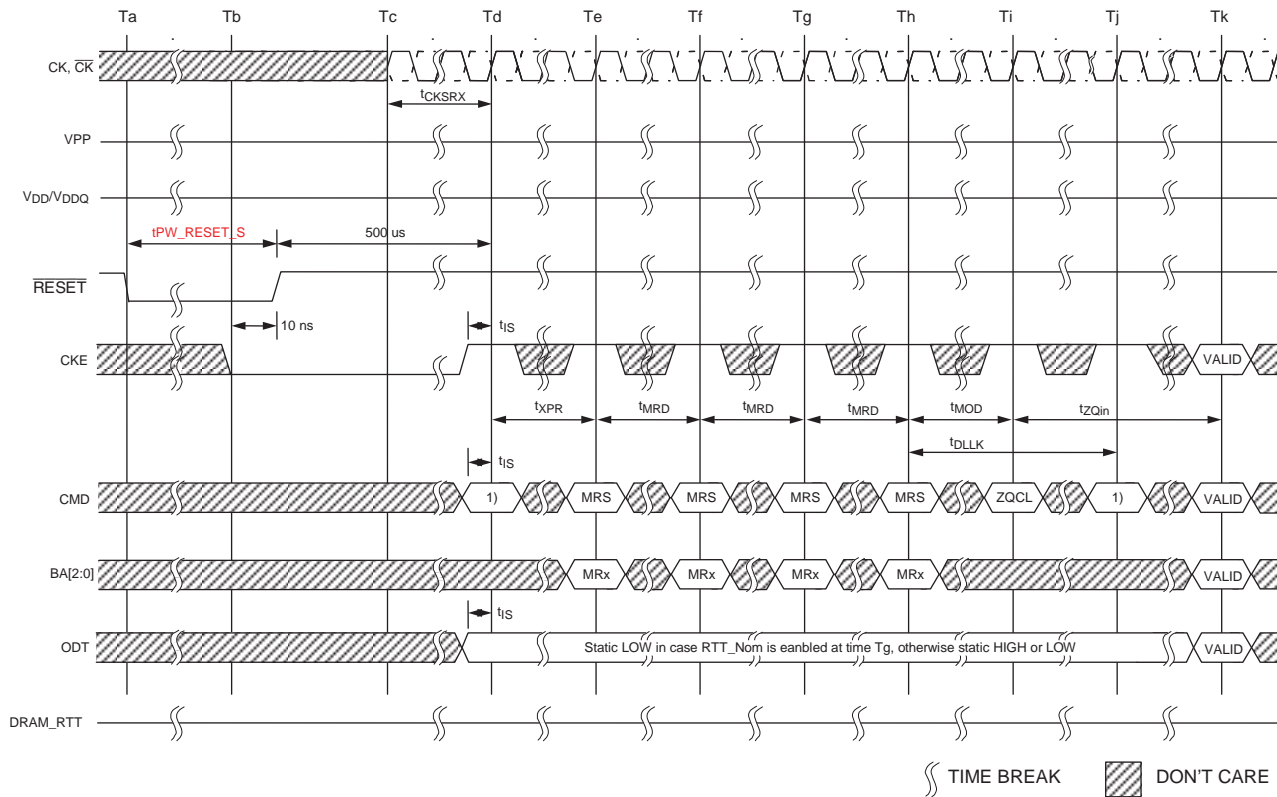 Ta Tb Tc Td Te Tf Tg Th Ti Tj Tk
CK, CK
tCKSRX
VPP
VDD/VDDQ
tPW_RESET_S 500 us
RESET
10 ns tIS
CKE VALID
tXPR tMRD tMRD tMRD tMOD tZQin
tDLLK
tIS
CMD 1) MRS MRS MRS MRS ZQCL 1) VALID
BA[2:0] MRx MRx MRx MRx VALID
tIS
ODT Static LOW in case RTT_Nom is eanbled at time Tg, otherwise static HIGH or LOW VALID
DRAM_RTT
TIME BREAK DON'T CARE